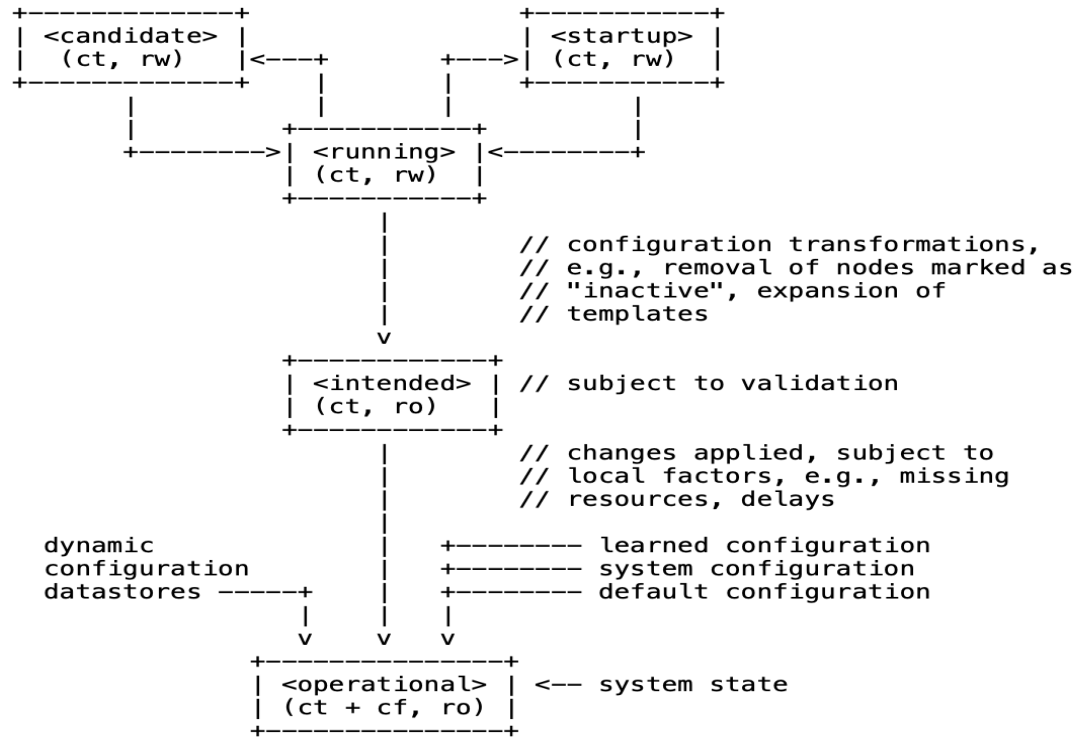 <candidate> <startup>
(ct, rw) (ct, rw)
<running>
(ct, rw)
// configuration transformations,
// e.g., removal of nodes marked as
// "inactive", expansion of
// templates
<intended> // subject to validation
(ct, ro)
// changes applied, subject to
// local factors, e.g., missing
// resources, delays
dynamic learned configuration
configuration system configuration
datastores default configuration
<operational> <-- system state
(ct + cf, ro)